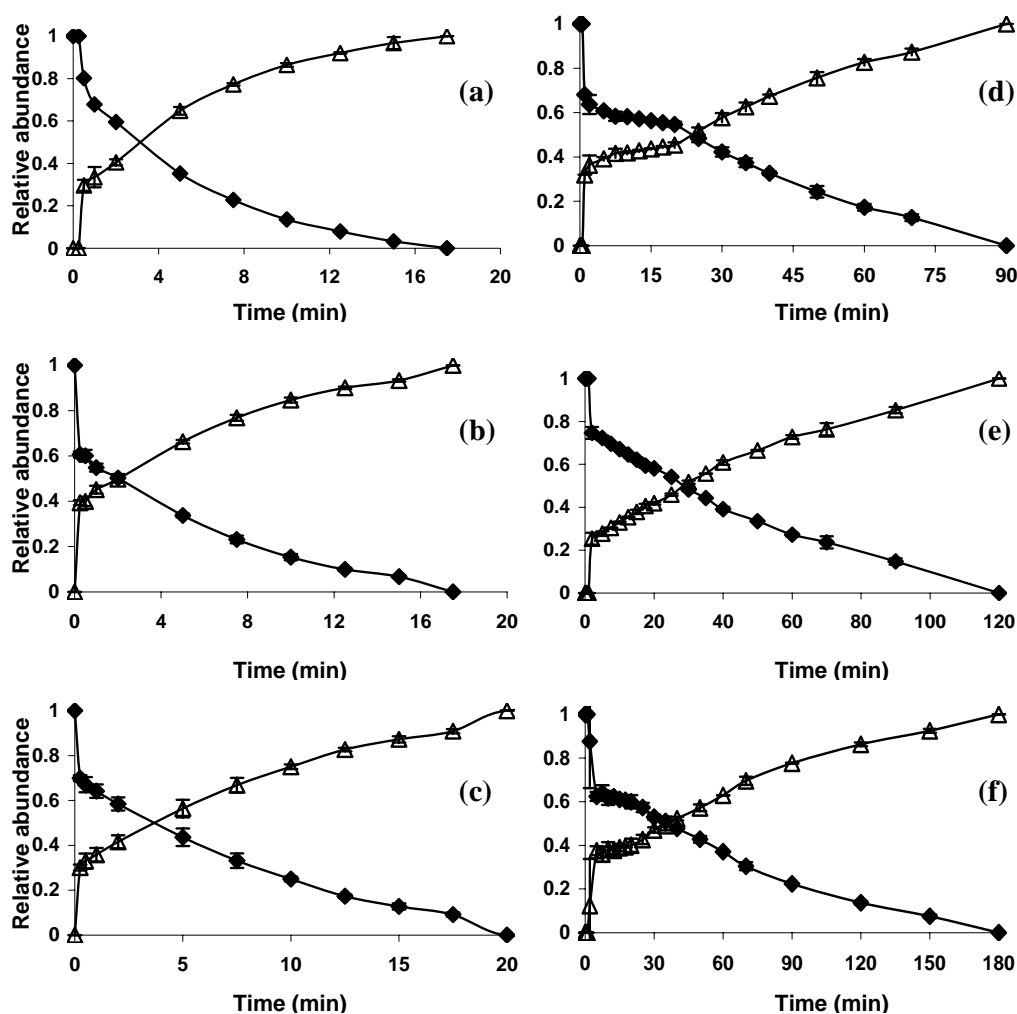 Relative abundance
1
0.8
0.6
0.4
0.2
0
0 4 8 12 16 20
Time (min)
(a)
1
0.8
0.6
0.4
0.2
0
0 15 30 45 60 75 90
Time (min)
(d)
Relative abundance
1
0.8
0.6
0.4
0.2
0
0 4 8 12 16 20
Time (min)
(b)
1
0.8
0.6
0.4
0.2
0
0 20 40 60 80 100 120
Time (min)
(e)
Relative abundance
1
0.8
0.6
0.4
0.2
0
0 5 10 15 20
Time (min)
(c)
1
0.8
0.6
0.4
0.2
0
0 30 60 90 120 150 180
Time (min)
(f)